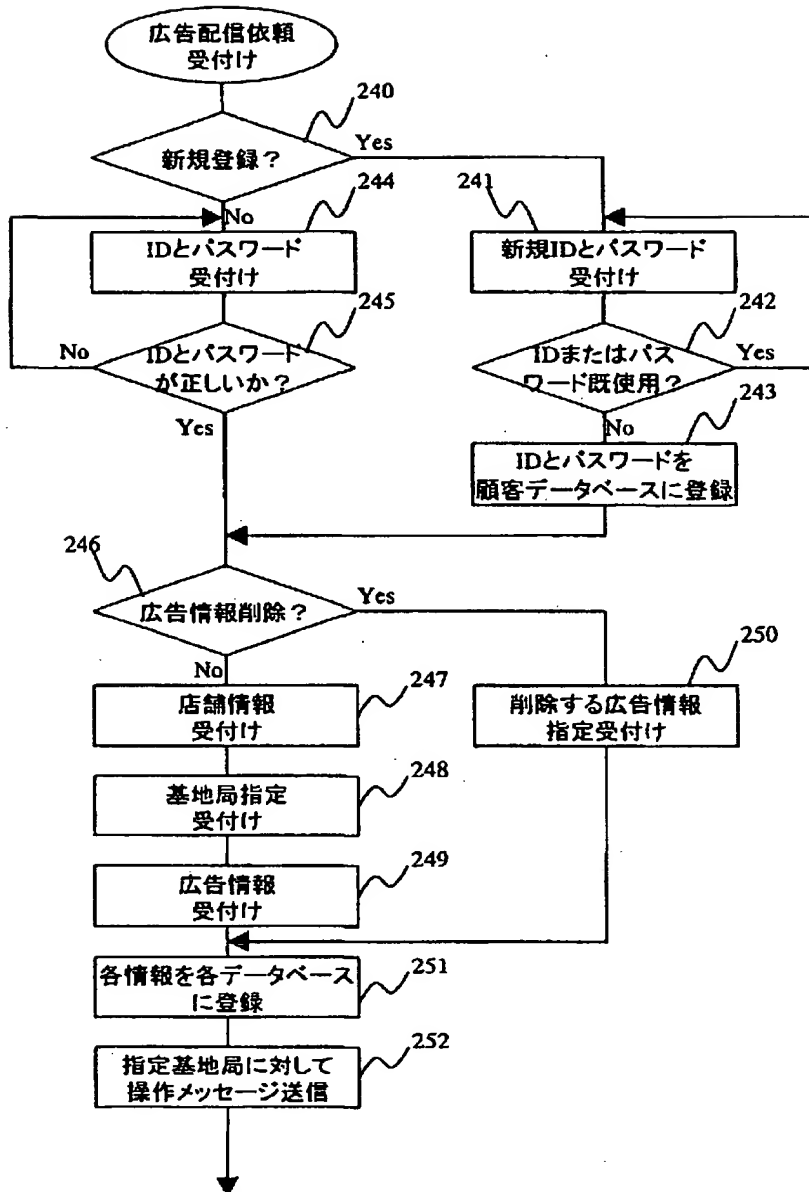 広告配信依頼
受付け
240
新規登録？
Yes
No
244
IDとパスワード
受付け
245
IDとパスワード
が正しいか？
No
Yes
241
新規IDとパスワード
受付け
242
IDまたはパス
ワード既使用？
Yes
No
243
IDとパスワードを
顧客データベースに登録
246
広告情報削除？
Yes
No
247
店舗情報
受付け
250
削除する広告情報
指定受付け
248
基地局指定
受付け
249
広告情報
受付け
251
各情報を各データベース
に登録
252
指定基地局に対して
操作メッセージ送信